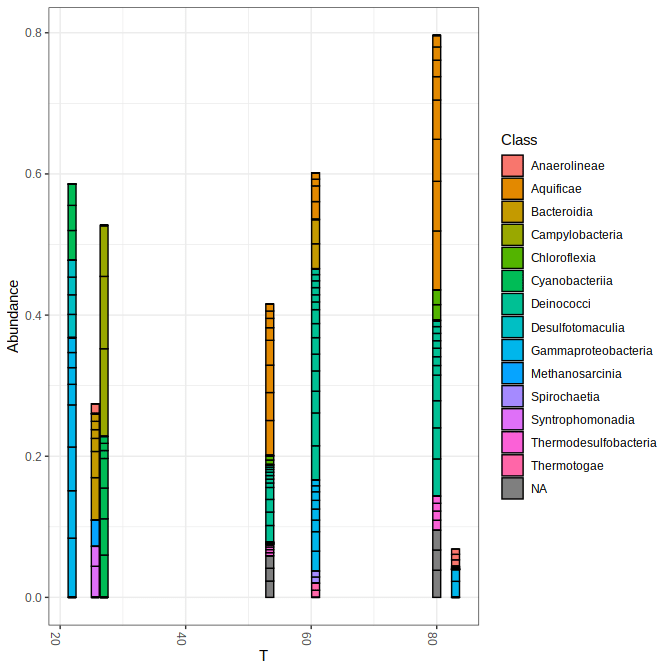 0.8
0.6
0.4
0.2
0.0
Abundance
20
40
60
80
T
Class
Anaerolineae
Aquificae
Bacteroidia
Campylobacteria
Chloroflexia
Cyanobacteriia
Deinococci
Desulfotomaculia
Gammaproteobacteria
Methanosarcinia
Spirochaetia
Syntrophomonadia
Thermodesulfobacteria
Thermotogae
NA